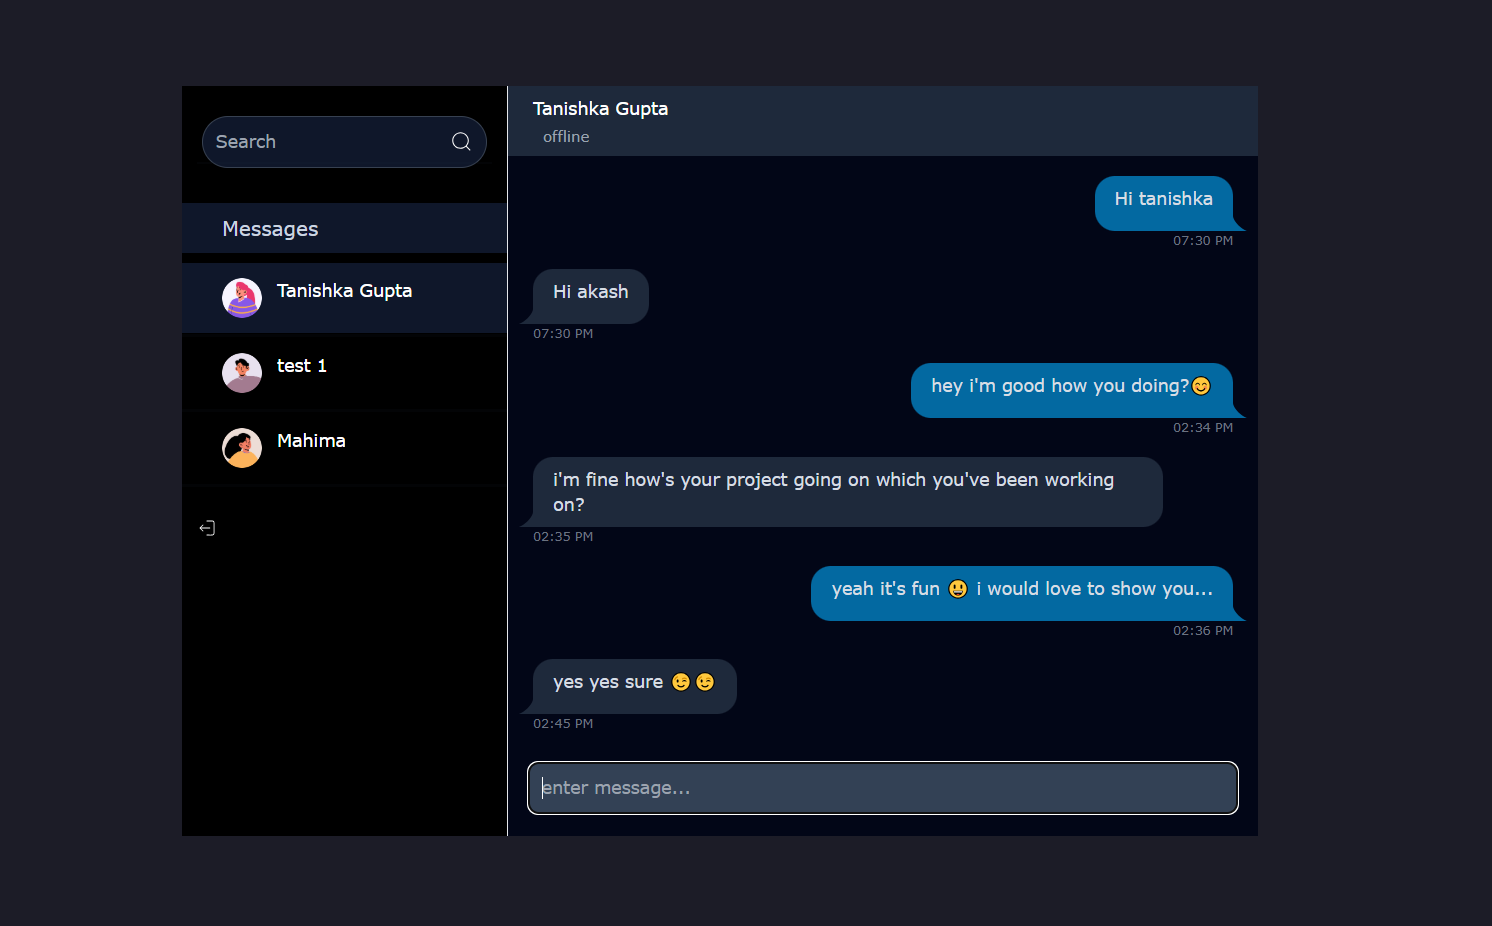 Search
Messages
Tanishka Gupta
test 1
Mahima
Tanishka Gupta
offline
Hi tanishka
07:30 PM
Hi akash
07:30 PM
hey i'm good how you doing?😊
02:34 PM
i'm fine how's your project going on which you've been working
on?
02:35 PM
yeah it's fun 😃 i would love to show you...
02:36 PM
yes yes sure 😉😉
02:45 PM
enter message...